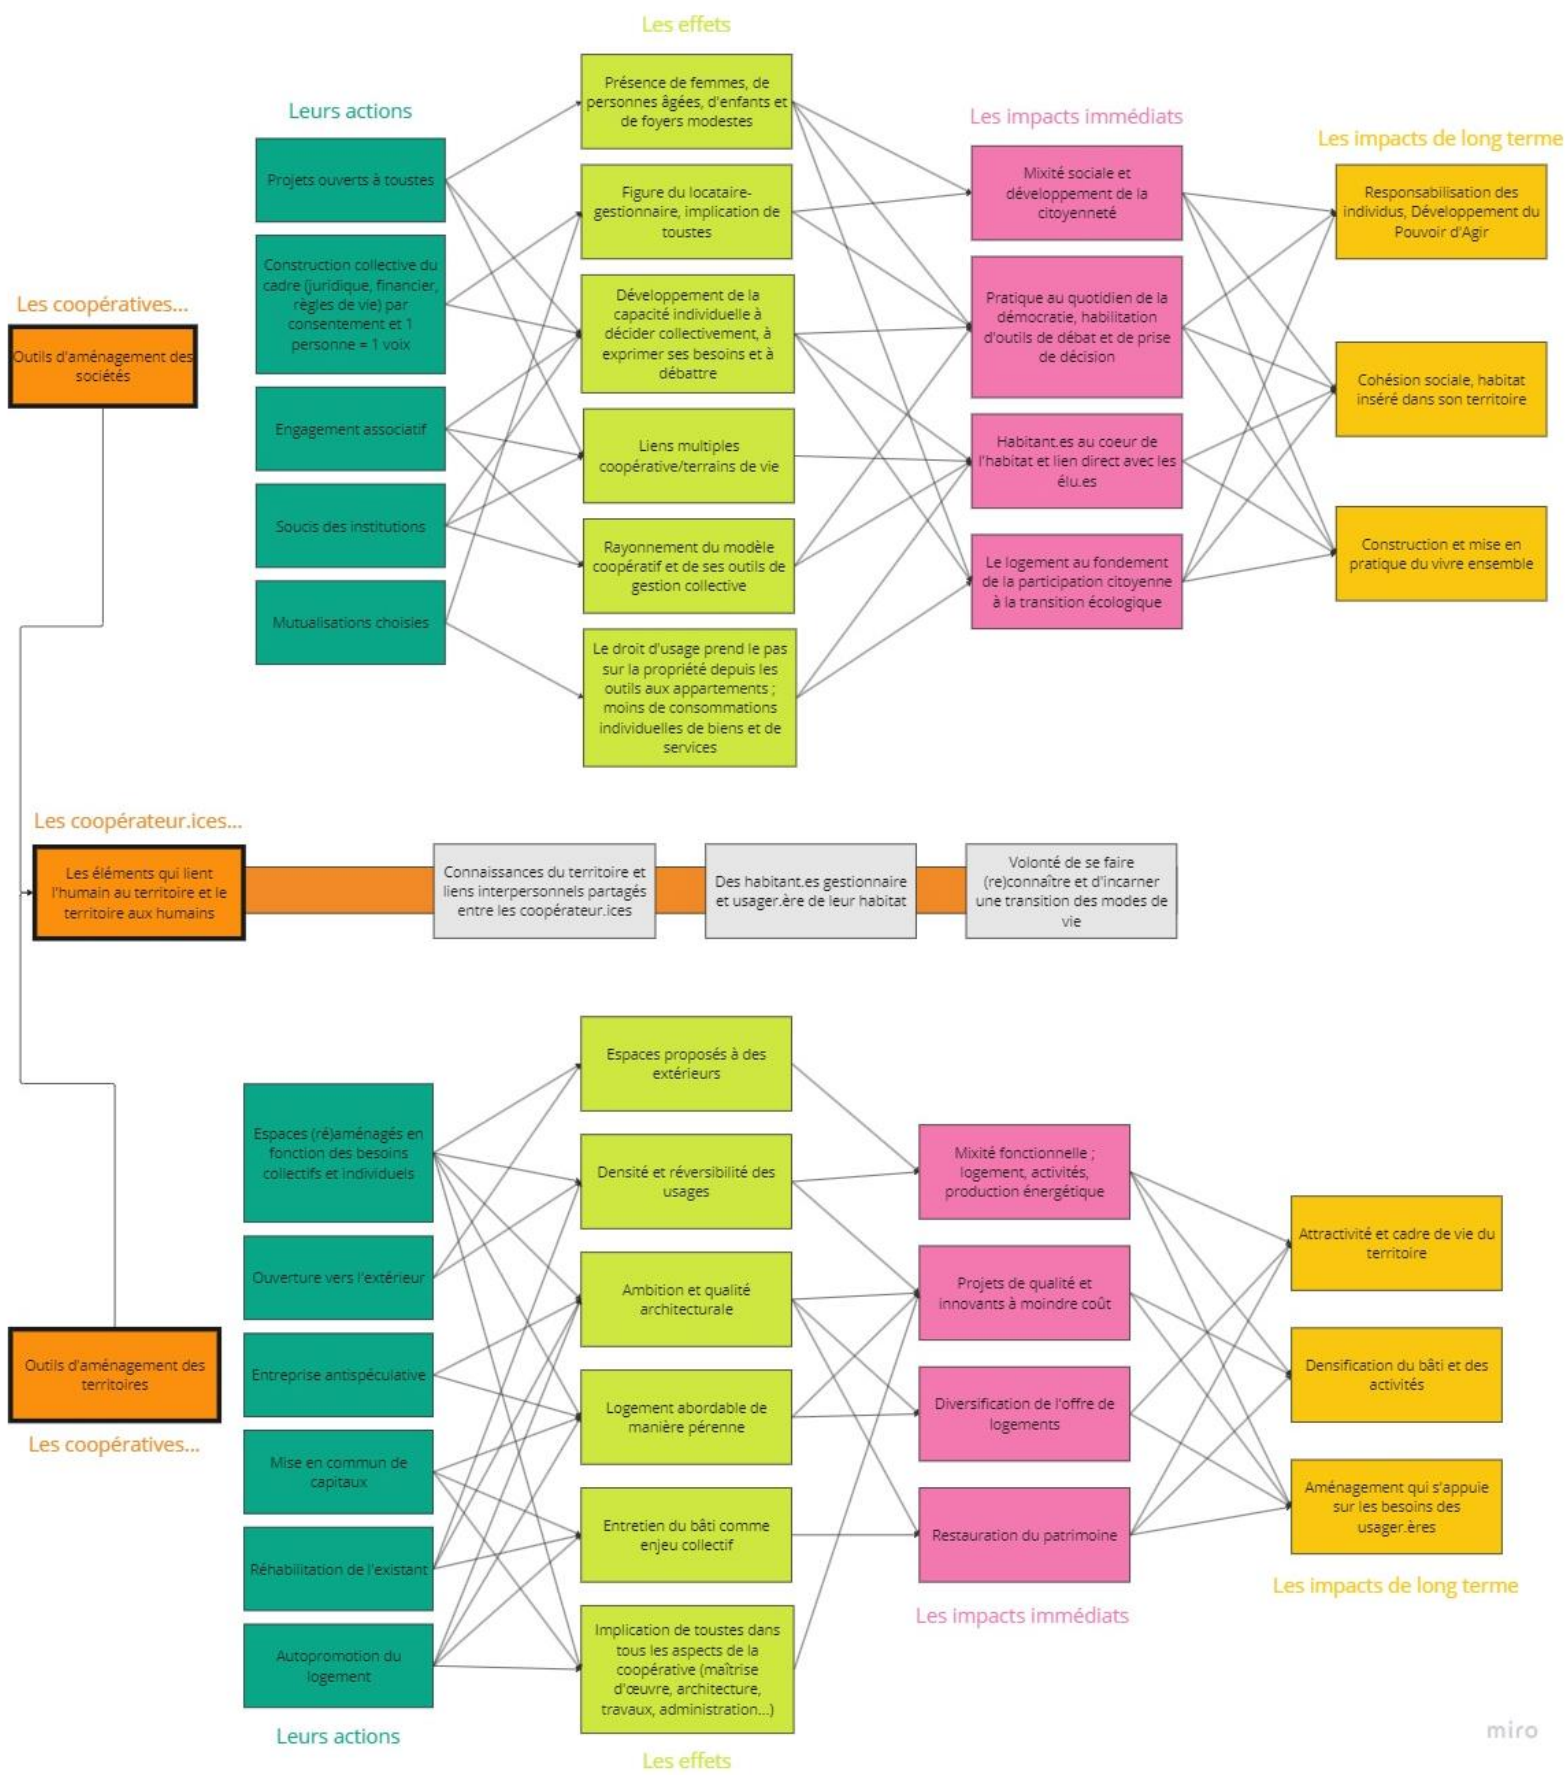 Les effets
Leurs actions
Les impacts immédiats
Les impacts de long terme
Les coopératives...
Outils d'aménagement des
sociétés
Projets ouverts à toustes
Construction collective du
cadre (juridique, financier,
règles de vie) par
consentement et 1
personne = 1 voix
Engagement associatif
Soucis des institutions
Mutualisations choisies
Présence de femmes, de
personnes âgées, d'enfants et
de foyers modestes
Figure du locataire-
gestionnaire, implication de
toustes
Développement de la
capacité individuelle à
décider collectivement, à
exprimer ses besoins et à
débattre
Liens multiples
coopérative/terrains de vie
Rayonnement du modèle
coopératif et de ses outils de
gestion collective
Le droit d'usage prend le pas
sur la propriété depuis les
outils aux appartements ;
moins de consommations
individuelles de biens et de
services
Mixité sociale et
développement de la
citoyenneté
Pratique au quotidien de la
démocratie, habilitation
d'outils de débat et de prise
de décision
Habitant.es au coeur de
l'habitat et lien direct avec les
élu.es
Le logement au fondement
de la participation citoyenne
à la transition écologique
Responsabilisation des
individus, Développement du
Pouvoir d'Agir
Cohésion sociale, habitat
inséré dans son territoire
Construction et mise en
pratique du vivre ensemble
Les coopérateur.ices...
Les éléments qui lient
l'humain au territoire et le
territoire aux humains
Connaissances du territoire et
liens interpersonnels partagés
entre les coopérateur.ices
Des habitant.es gestionnaire
et usager.ère de leur habitat
Volonté de se faire
(re)connaître et d'incarner
une transition des modes de
vie
Outils d'aménagement des
territoires
Les coopératives...
Espaces (ré)aménagés en
fonction des besoins
collectifs et individuels
Ouverture vers l'extérieur
Entreprise antispéculative
Mise en commun de
capitaux
Réhabilitation de l'existant
Autopromotion du
logement
Leurs actions
Espaces proposés à des
extérieurs
Densité et réversibilité des
usages
Ambition et qualité
architecturale
Logement abordable de
manière pérenne
Entretien du bâti comme
enjeu collectif
Implication de toustes dans
tous les aspects de la
coopérative (maîtrise
d'œuvre, architecture,
travaux, administration...)
Les effets
Mixité fonctionnelle ;
logement, activités,
production énergétique
Projets de qualité et
innovants à moindre coût
Diversification de l'offre de
logements
Restauration du patrimoine
Les impacts immédiats
Attractivité et cadre de vie du
territoire
Densification du bâti et des
activités
Aménagement qui s'appuie
sur les besoins des
usager.ères
Les impacts de long terme
miro